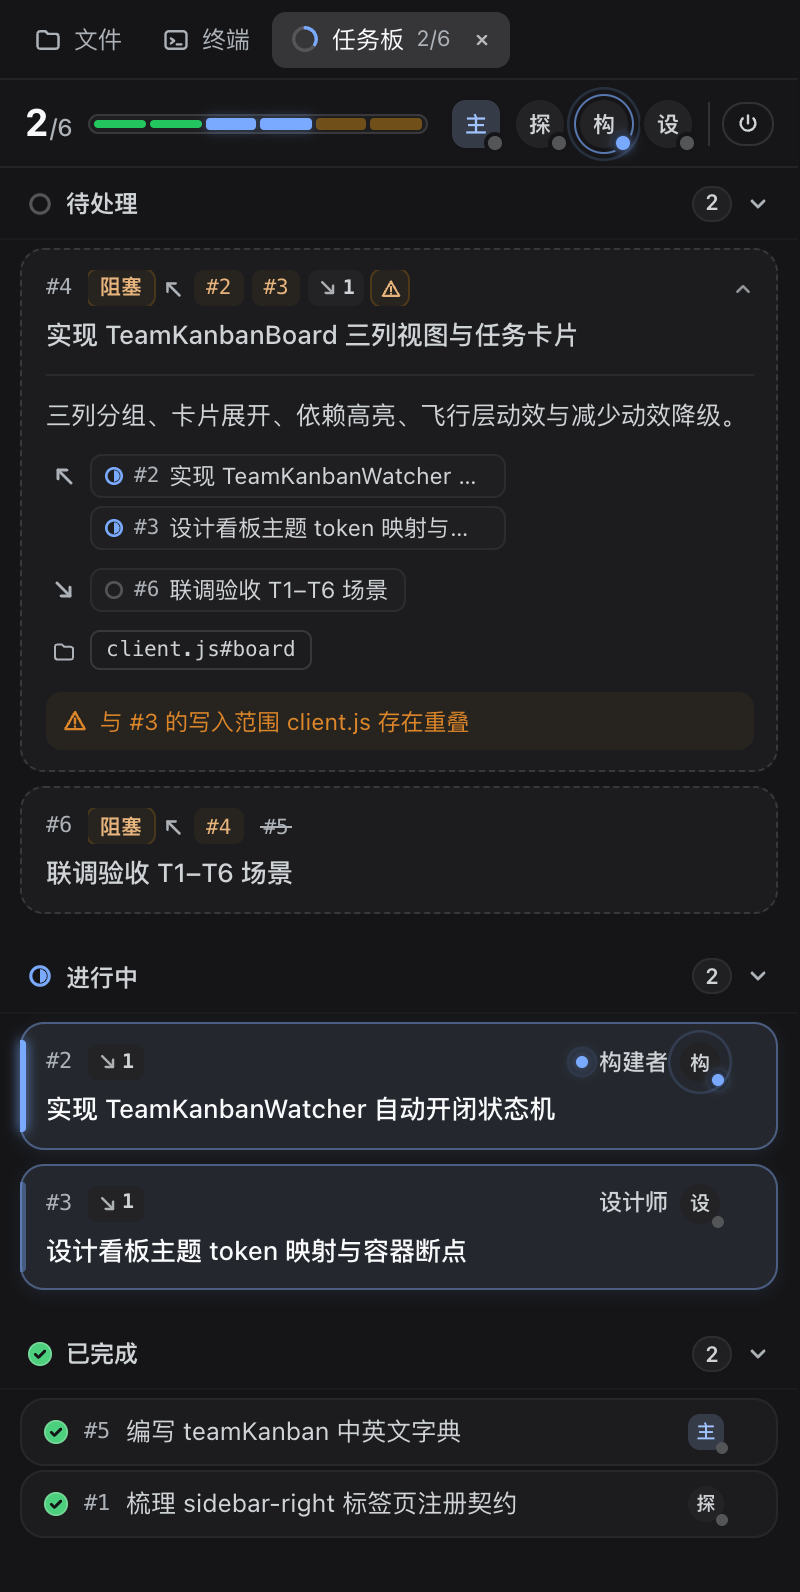 文件 终端 任务板 2/6 ×
2/6 主 探 构 设
待处理 2
#4 阻塞 ↖ #2 #3 ↘ 1
实现 TeamKanbanBoard 三列视图与任务卡片
三列分组、卡片展开、依赖高亮、飞行层动效与减少动效降级。
↖ #2 实现 TeamKanbanWatcher ...
#3 设计看板主题 token 映射与...
↘ #6 联调验收 T1–T6 场景
client.js#board
与 #3 的写入范围 client.js 存在重叠
#6 阻塞 ↖ #4 #5
联调验收 T1–T6 场景
进行中 2
#2 ↘ 1 构建者 构
实现 TeamKanbanWatcher 自动开闭状态机
#3 ↘ 1 设计师 设
设计看板主题 token 映射与容器断点
已完成 2
#5 编写 teamKanban 中英文字典 主
#1 梳理 sidebar-right 标签页注册契约 探